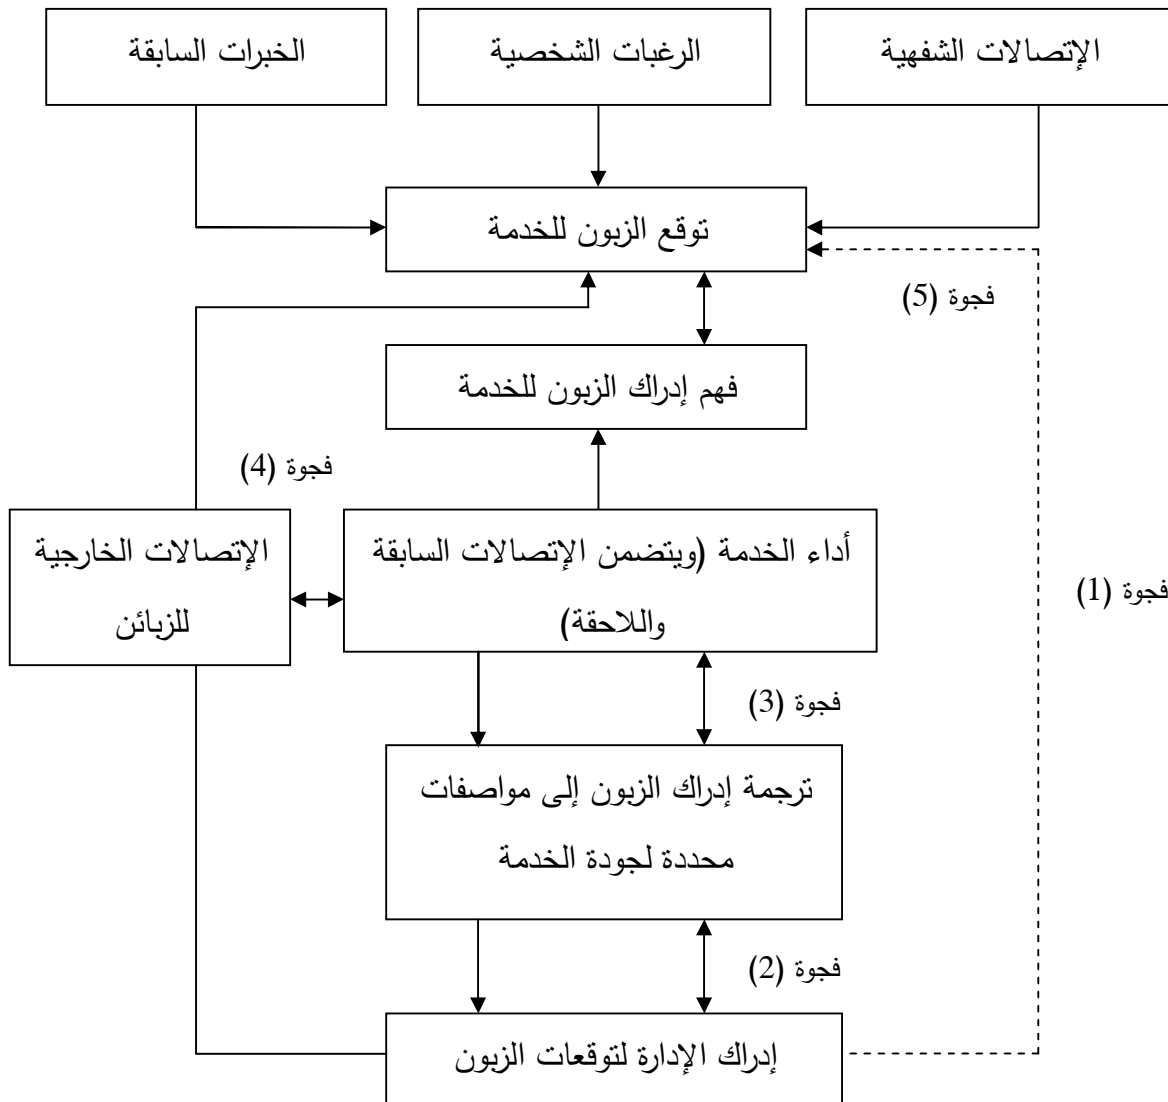 الإتصالات الشفهية
الرغبات الشخصية
الخبرات السابقة
توقع الزبون للخدمة
فجوة (5)
فهم إدراك الزبون للخدمة
فجوة (4)
أداء الخدمة (ويتضمن الإتصالات السابقة
واللاحقة)
الإتصالات الخارجية
للزبائن
فجوة (1)
فجوة (3)
ترجمة إدراك الزبون إلى مواصفات
محددة لجودة الخدمة
فجوة (2)
إدراك الإدارة لتوقعات الزبون